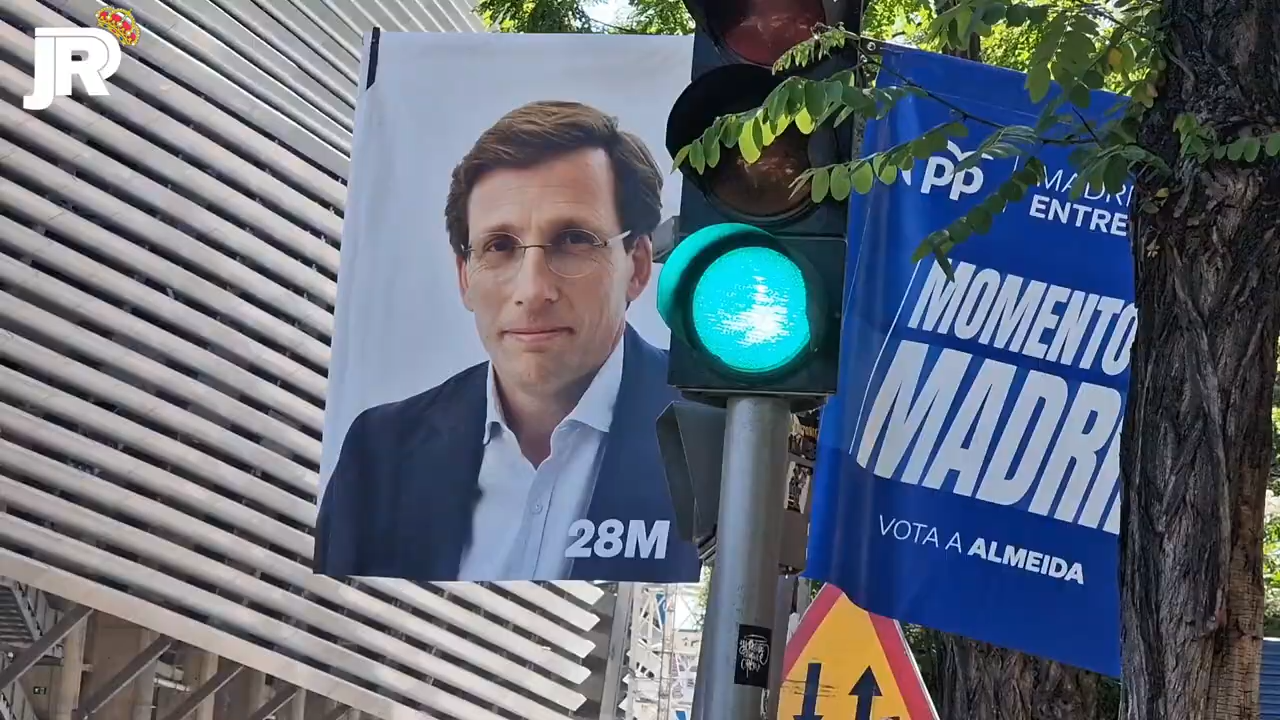 JR
28M
PP
MADRI
ENTRE
MOMENTO
MADRI
VOTA A ALMEIDA